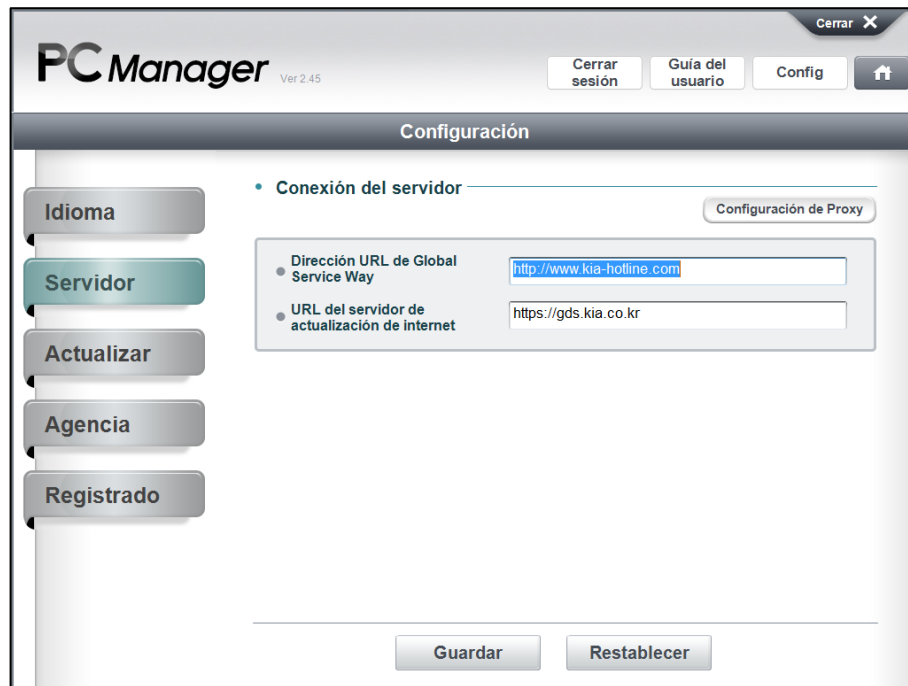 Cerrar X
PC Manager Ver 2.45
Cerrar sesión
Guía del usuario
Config
Configuración
Idioma
Servidor
Actualizar
Agencia
Registrado
Conexión del servidor
Configuración de Proxy
Dirección URL de Global
Service Way
http://www.kia-hotline.com
URL del servidor de
actualización de internet
https://gds.kia.co.kr
Guardar
Restablecer